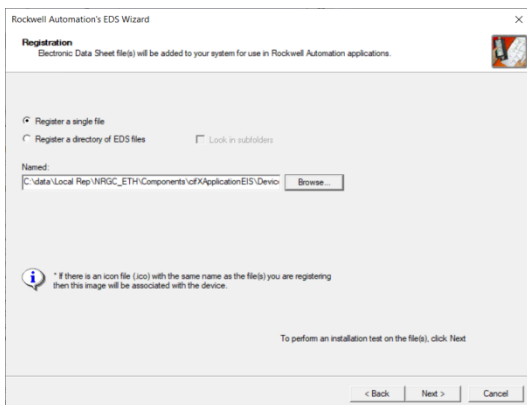 Rockwell Automation's EDS Wizard
Registration
Electronic Data Sheet file(s) will be added to your system for use in Rockwell Automation applications.
Register a single file
Register a directory of EDS files
Look in subfolders
Named:
C:\data\Local Rep\NRGC_ETH\Components\cifXApplicationEIS\Devic
Browse...
* If there is an icon file (.ico) with the same name as the file(s) you are registering
then this image will be associated with the device.
To perform an installation test on the file(s), click Next
< Back
Next >
Cancel